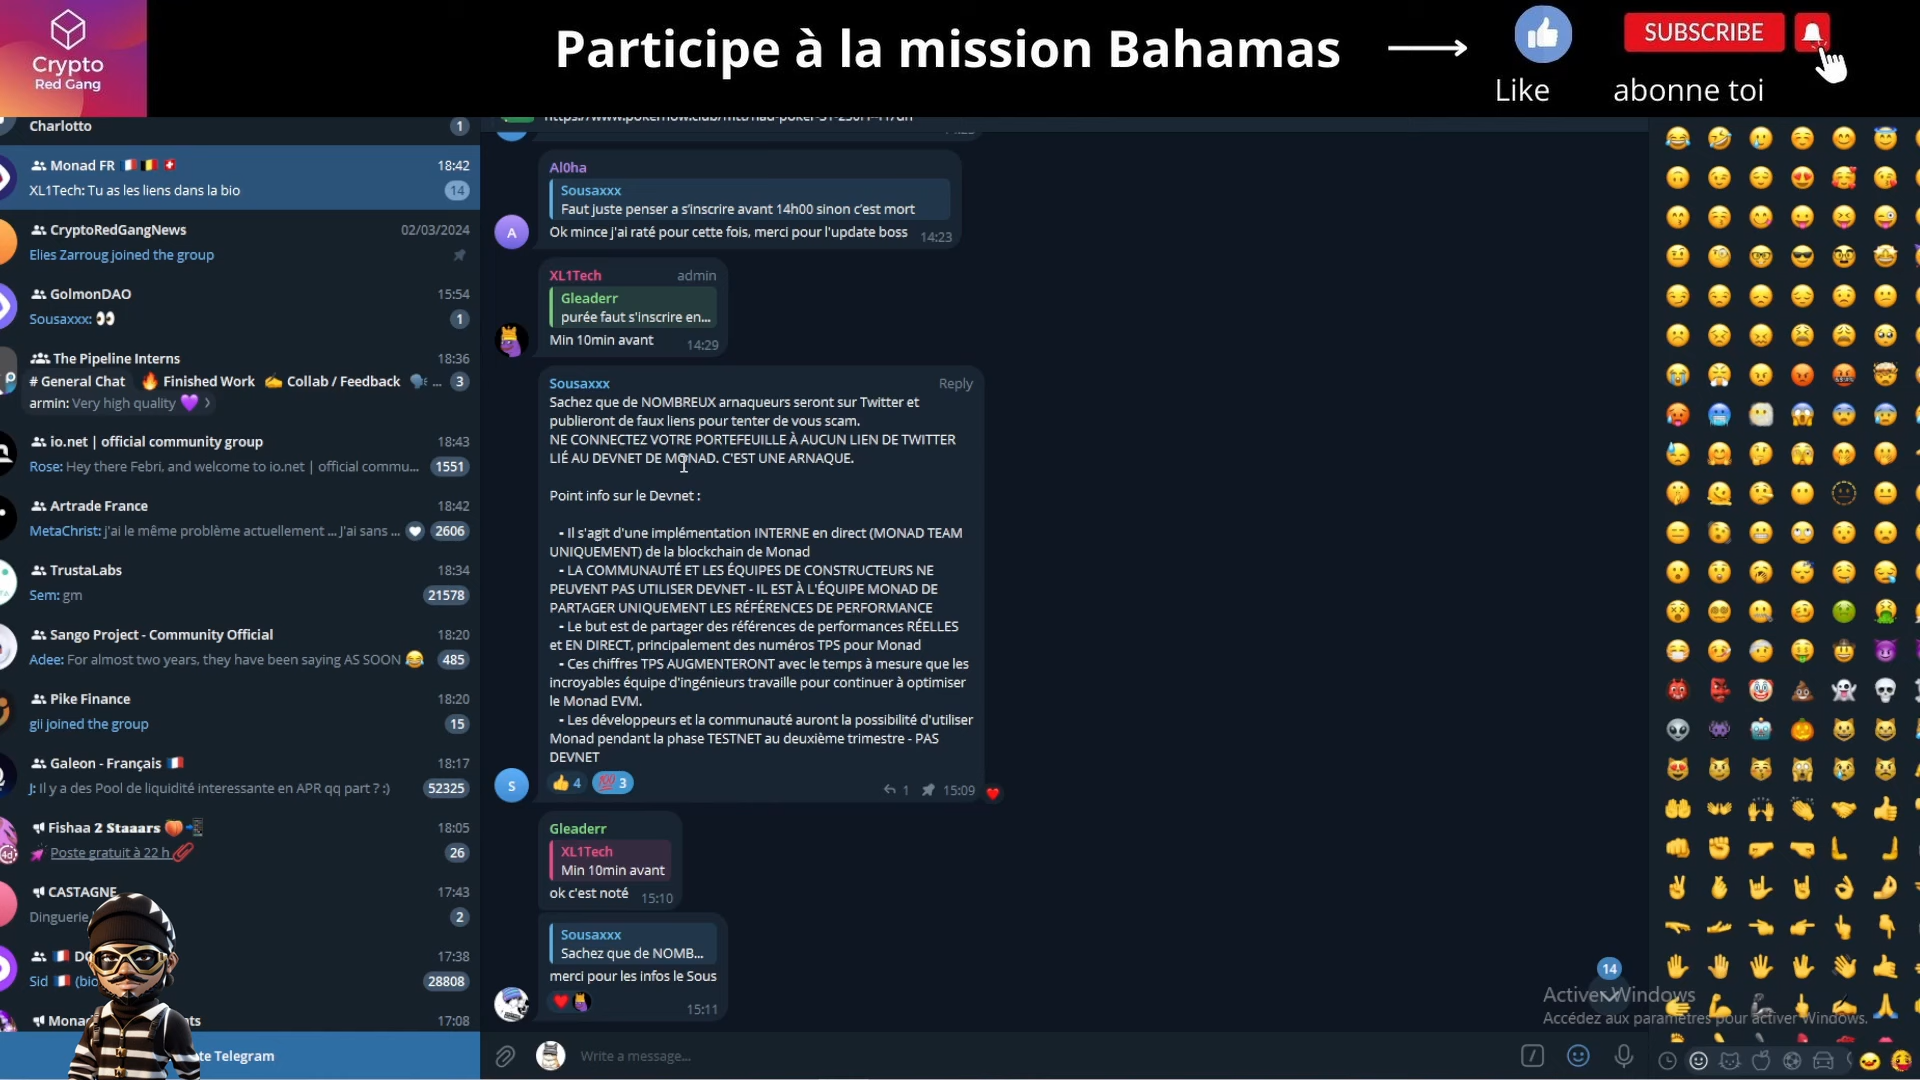 Crypto
Red Gang
Participe à la mission Bahamas
Like
SUBSCRIBE
abonne toi
Charlotto
1
Monad FR
18:42
XL1Tech: Tu as les liens dans la bio
14
CryptoRedGangNews
02/03/2024
Elies Zarroug joined the group
GolmonDAO
15:54
Sousaxxx: 👀
1
The Pipeline Interns
18:36
# General Chat 🔥 Finished Work ✍ Collab / Feedback 🗣 ...
3
armin: Very high quality 💜 >
io.net | official community group
18:43
Rose: Hey there Febri, and welcome to io.net | official commu...
1551
Artrade France
18:42
MetaChrist: j'ai le même problème actuellement ... J'ai sans ...
2606
TrustaLabs
18:34
Sem: gm
21578
Sango Project - Community Official
18:20
Adee: For almost two years, they have been saying AS SOON 😂
485
Pike Finance
18:20
gii joined the group
15
Galeon - Français
18:17
J: Il y a des Pool de liquidité interessante en APR qq part ? :)
52325
Fishaa 2 Staaars 🍑📲
18:05
Poste gratuit à 22 h
26
CASTAGNE
17:43
Dinguerie
2
17:38
Sid 🇫🇷 (bio
28808
17:08
te Telegram
Al0ha
Sousaxxx
Faut juste penser a s'inscrire avant 14h00 sinon c'est mort
Ok mince j'ai raté pour cette fois, merci pour l'update boss
14:23
A
XL1Tech
admin
Gleaderr
purée faut s'inscrire en...
Min 10min avant
14:29
Sousaxxx
Reply
Sachez que de NOMBREUX arnaqueurs seront sur Twitter et
publieront de faux liens pour tenter de vous scam.
NE CONNECTEZ VOTRE PORTEFEUILLE À AUCUN LIEN DE TWITTER
LIÉ AU DEVNET DE MONAD. C'EST UNE ARNAQUE.
Point info sur le Devnet :
- Il s'agit d'une implémentation INTERNE en direct (MONAD TEAM
UNIQUEMENT) de la blockchain de Monad
- LA COMMUNAUTÉ ET LES ÉQUIPES DE CONSTRUCTEURS NE
PEUVENT PAS UTILISER DEVNET - IL EST À L'ÉQUIPE MONAD DE
PARTAGER UNIQUEMENT LES RÉFÉRENCES DE PERFORMANCE
- Le but est de partager des références de performances RÉELLES
et EN DIRECT, principalement des numéros TPS pour Monad
- Ces chiffres TPS AUGMENTERONT avec le temps à mesure que les
incroyables équipe d'ingénieurs travaille pour continuer à optimiser
le Monad EVM.
- Les développeurs et la communauté auront la possibilité d'utiliser
Monad pendant la phase TESTNET au deuxième trimestre - PAS
DEVNET
👍 4 💯 3
1
15:09
S
Gleaderr
XL1Tech
Min 10min avant
ok c'est noté
15:10
Sousaxxx
Sachez que de NOMB...
merci pour les infos le Sous
15:11
14
Activer Windows
Accédez aux paramètres pour activer Windows.
Write a message...